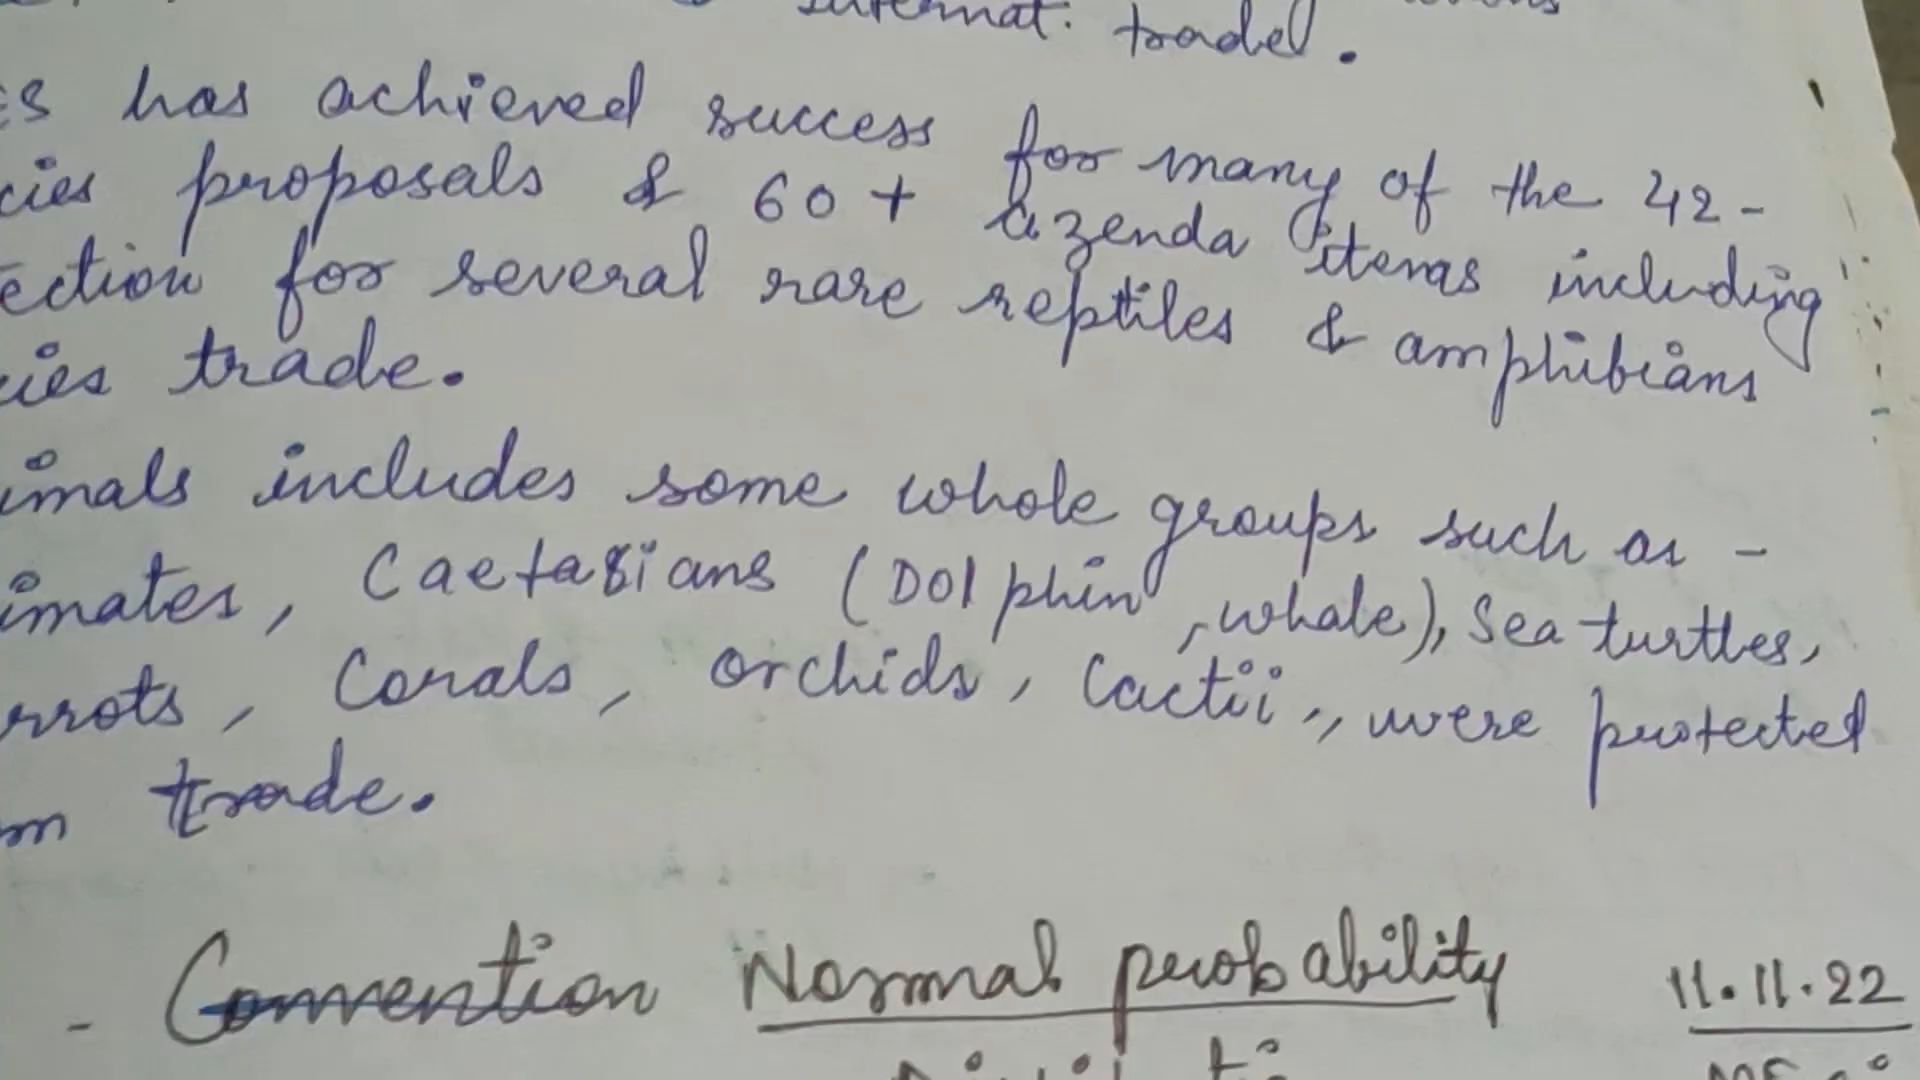 internat. trade.
ES has achieved success for many of the 42 -
cies proposals & 60 + azenda items including
ection for several rare reptiles & amphibians
cies trade.
imals includes some whole groups such as -
imates, Caetasians (Dolphin, whale), Sea turtles,
rrots, Corals, orchids, Cactii,, were protected
m trade.
- Convention Normal probability 11.11.22